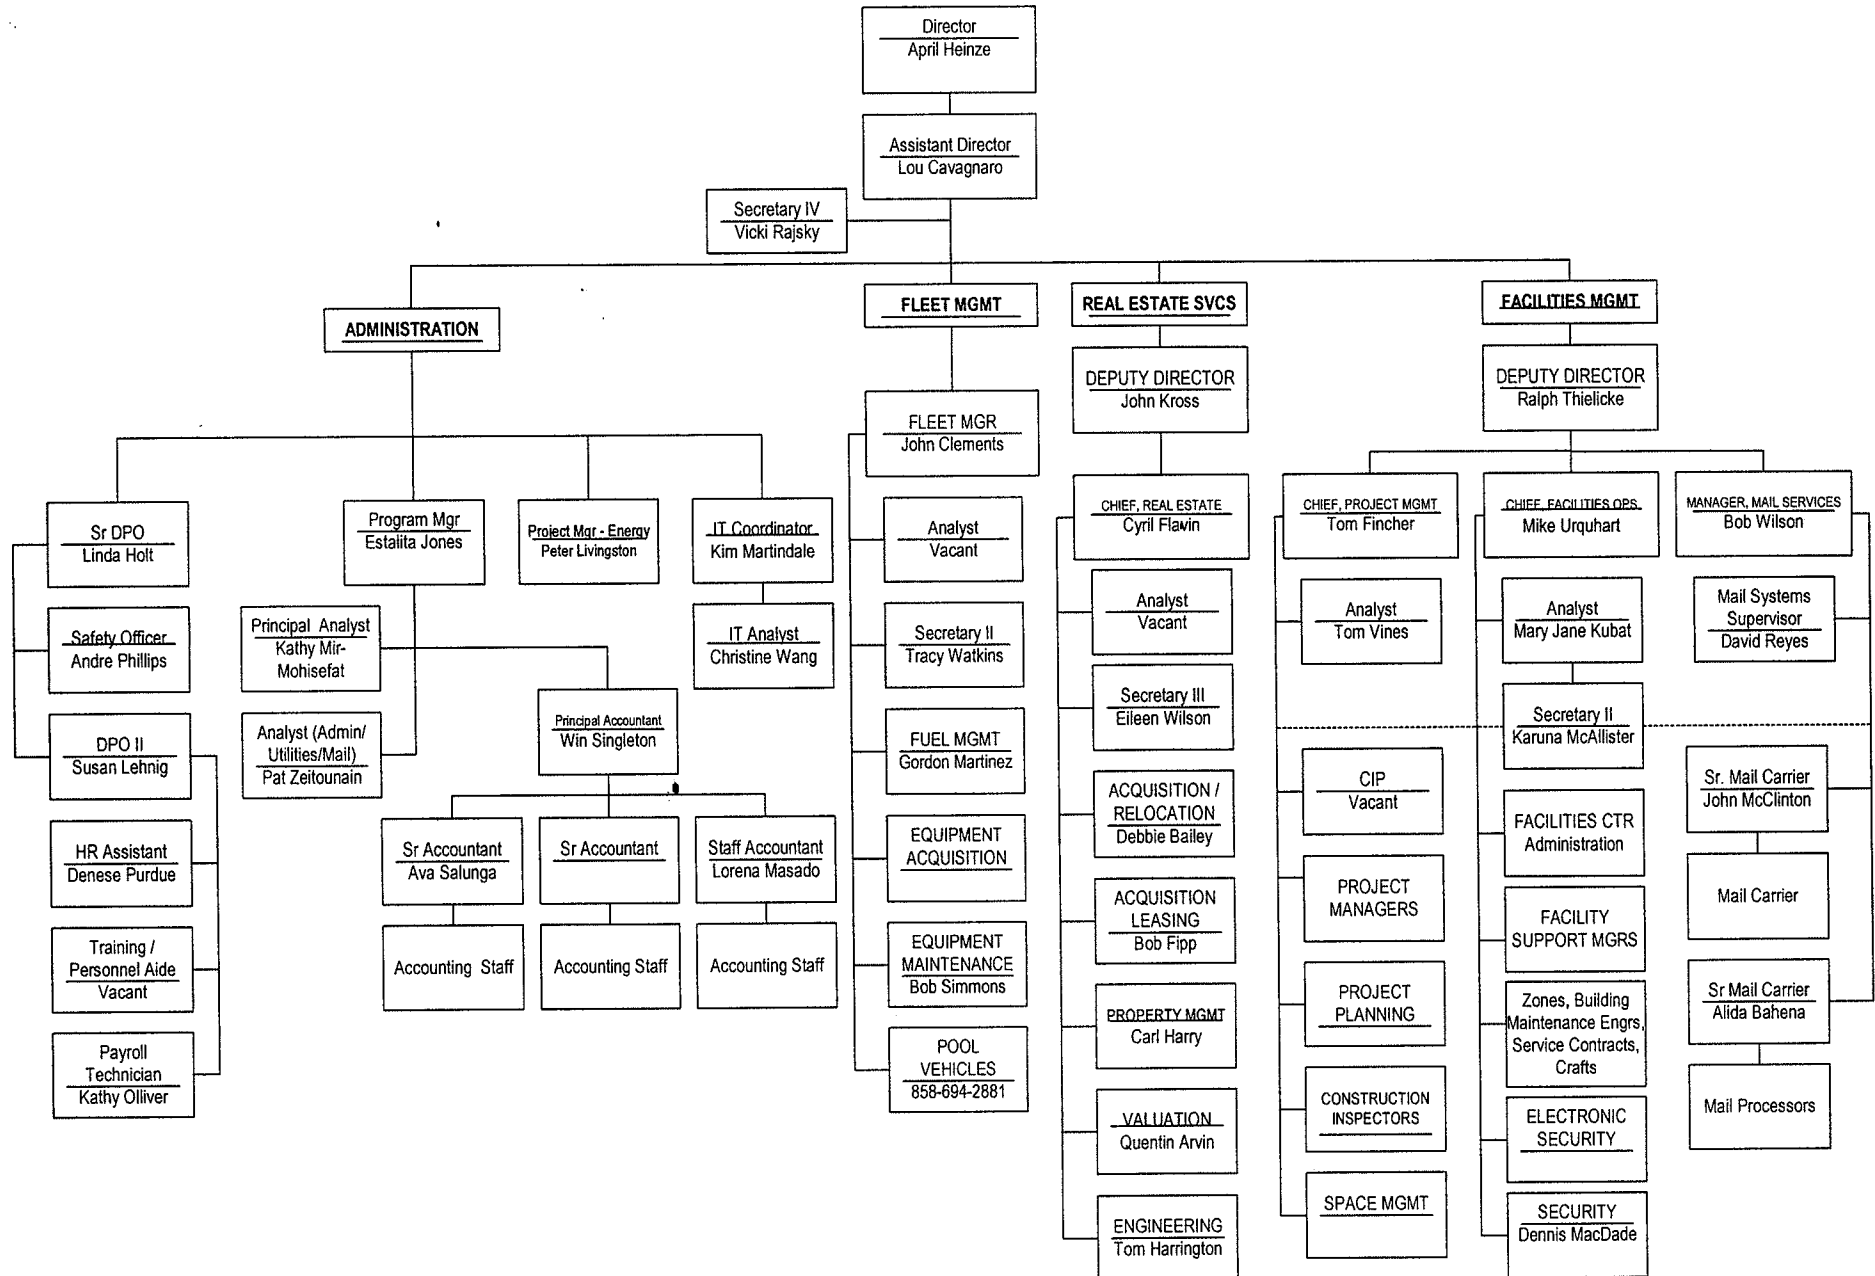 Director
April Heinze
Assistant Director
Lou Cavagnaro
Secretary IV
Vicki Rajsky
ADMINISTRATION
Sr DPO
Linda Holt
Safety Officer
Andre Phillips
DPO II
Susan Lehnig
HR Assistant
Denese Purdue
Training /
Personnel Aide
Vacant
Payroll
Technician
Kathy Olliver
Program Mgr
Estalita Jones
Principal Analyst
Kathy Mir-
Mohisefat
Analyst (Admin/
Utilities/Mail)
Pat Zeitounain
Principal Accountant
Win Singleton
Sr Accountant
Ava Salunga
Accounting Staff
Sr Accountant
Accounting Staff
Staff Accountant
Lorena Masado
Accounting Staff
Project Mgr - Energy
Peter Livingston
IT Coordinator
Kim Martindale
IT Analyst
Christine Wang
FLEET MGMT
FLEET MGR
John Clements
Analyst
Vacant
Secretary II
Tracy Watkins
FUEL MGMT
Gordon Martinez
EQUIPMENT
ACQUISITION
EQUIPMENT
MAINTENANCE
Bob Simmons
POOL
VEHICLES
858-694-2881
REAL ESTATE SVCS
DEPUTY DIRECTOR
John Kross
CHIEF, REAL ESTATE
Cyril Flavin
Analyst
Vacant
Secretary III
Eileen Wilson
ACQUISITION /
RELOCATION
Debbie Bailey
ACQUISITION
LEASING
Bob Fipp
PROPERTY MGMT
Carl Harry
VALUATION
Quentin Arvin
ENGINEERING
Tom Harrington
FACILITIES MGMT
DEPUTY DIRECTOR
Ralph Thielicke
CHIEF, PROJECT MGMT
Tom Fincher
Analyst
Tom Vines
CIP
Vacant
PROJECT
MANAGERS
PROJECT
PLANNING
CONSTRUCTION
INSPECTORS
SPACE MGMT
CHIEF, FACILITIES OPS
Mike Urquhart
Analyst
Mary Jane Kubat
Secretary II
Karuna McAllister
FACILITIES CTR
Administration
FACILITY
SUPPORT MGRS
Zones, Building
Maintenance Engrs,
Service Contracts,
Crafts
ELECTRONIC
SECURITY
SECURITY
Dennis MacDade
MANAGER, MAIL SERVICES
Bob Wilson
Mail Systems
Supervisor
David Reyes
Sr. Mail Carrier
John McClinton
Mail Carrier
Sr Mail Carrier
Alida Bahena
Mail Processors